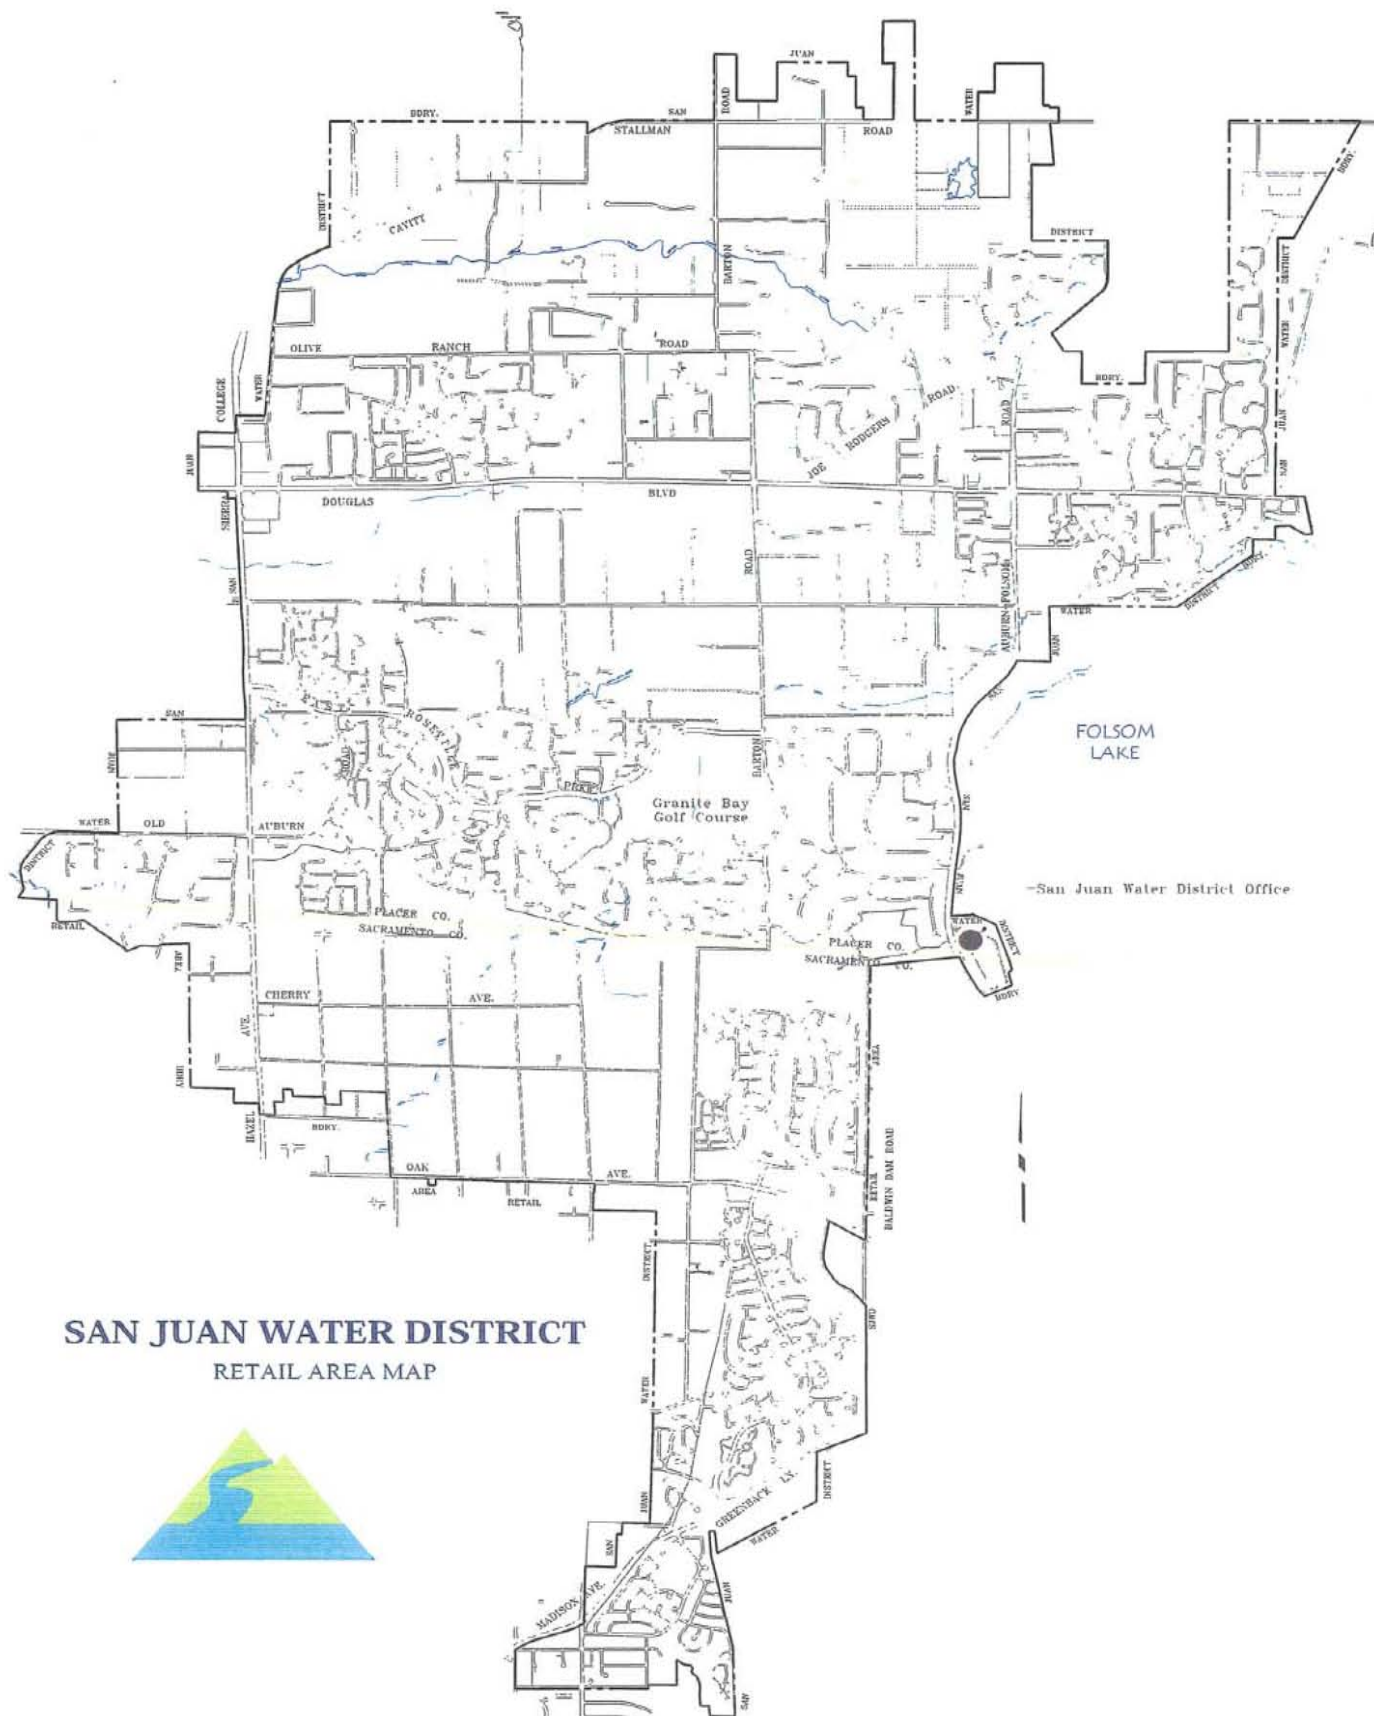 JUAN
BDRY.
SAN
ROAD
WATER
STALLMAN
ROAD
BDRY.
DISTRICT
CAVITT
DISTRICT
BARTON
DISTRICT
WATER
OLIVE
RANCH
ROAD
BDRY.
COLLEGE
WATER
JOE RODGERS ROAD
ROAD
JUAN
SAN
JUAN
SIERRA
DOUGLAS
BLVD
SAN
ROAD
AUBURN-FOLSOM
WATER
DISTRICT
BDRY
JUAN
SAN
SAN
ROSEVILLE
FOLSOM
LAKE
JUAN
ROAD
BARTON
PARK
SAN
Granite Bay
Golf Course
WATER
OLD
AUBURN
DISTRICT
JUAN
-San Juan Water District Office
RETAIL
PLACER CO.
SACRAMENTO CO.
WATER
DISTRICT
PLACER CO.
SACRAMENTO CO.
BDRY
AREA
CHERRY
AVE.
AVE.
AREA
HAZEL
BDRY.
OAK
AVE.
AREA
RETAIL
RETAIL
BALDWIN DAM ROAD
DISTRICT
SAN JUAN WATER DISTRICT
RETAIL AREA MAP
WATER
GREENBACK LN.
DISTRICT
JUAN
WATER
SAN
MADISON AVE.
JUAN
SAN